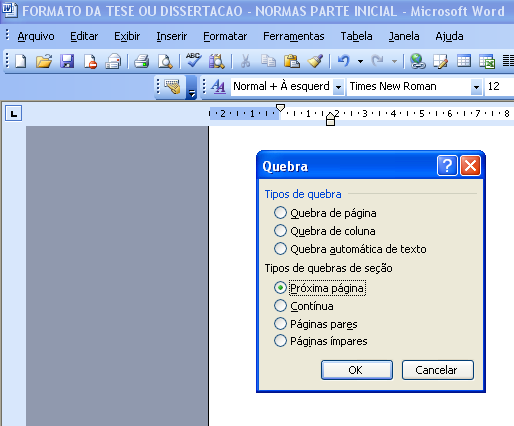 FORMATO DA TESE OU DISSERTACAO - NORMAS PARTE INICIAL - Microsoft Word
Arquivo Editar Exibir Inserir Formatar Ferramentas Tabela Janela Ajuda
Normal + À esquerd Times New Roman 12
2 1 1 2 3 4 5 6 7 8
Quebra
Tipos de quebra
Quebra de página
Quebra de coluna
Quebra automática de texto
Tipos de quebras de seção
Próxima página
Contínua
Páginas pares
Páginas ímpares
OK Cancelar